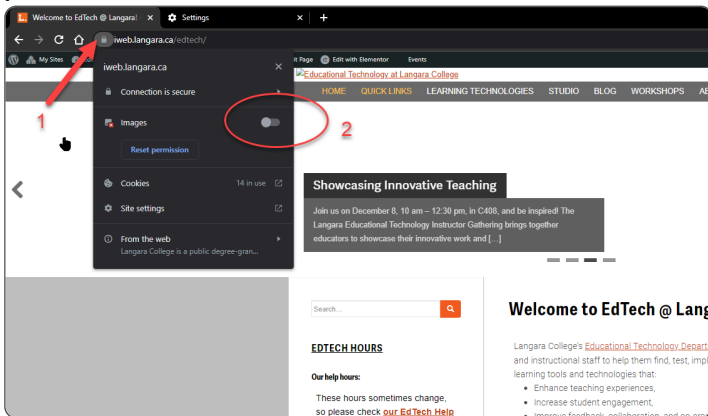 Welcome to EdTech @ Langara! × Settings × +
iweb.langara.ca/edtech/
My Sites
it Page Edit with Elementor Events
iweb.langara.ca ×
Educational Technology at Langara College
Connection is secure
HOME QUICK LINKS LEARNING TECHNOLOGIES STUDIO BLOG WORKSHOPS
1
Images
2
Reset permission
Cookies 14 in use
Site settings
From the web
Langara College is a public degree-gran...
Showcasing Innovative Teaching
Join us on December 8, 10 am – 12:30 pm, in C408, and be inspired! The
Langara Educational Technology Instructor Gathering brings together
educators to showcase their innovative work and [...]
Search...
EDTECH HOURS
Our help hours:
These hours sometimes change,
so please check our EdTech Help
Welcome to EdTech @ Lang
Langara College's Educational Technology Depart
and instructional staff to help them find, test, impl
learning tools and technologies that:
Enhance teaching experiences,
Increase student engagement,
Improve feedback, collaboration, and